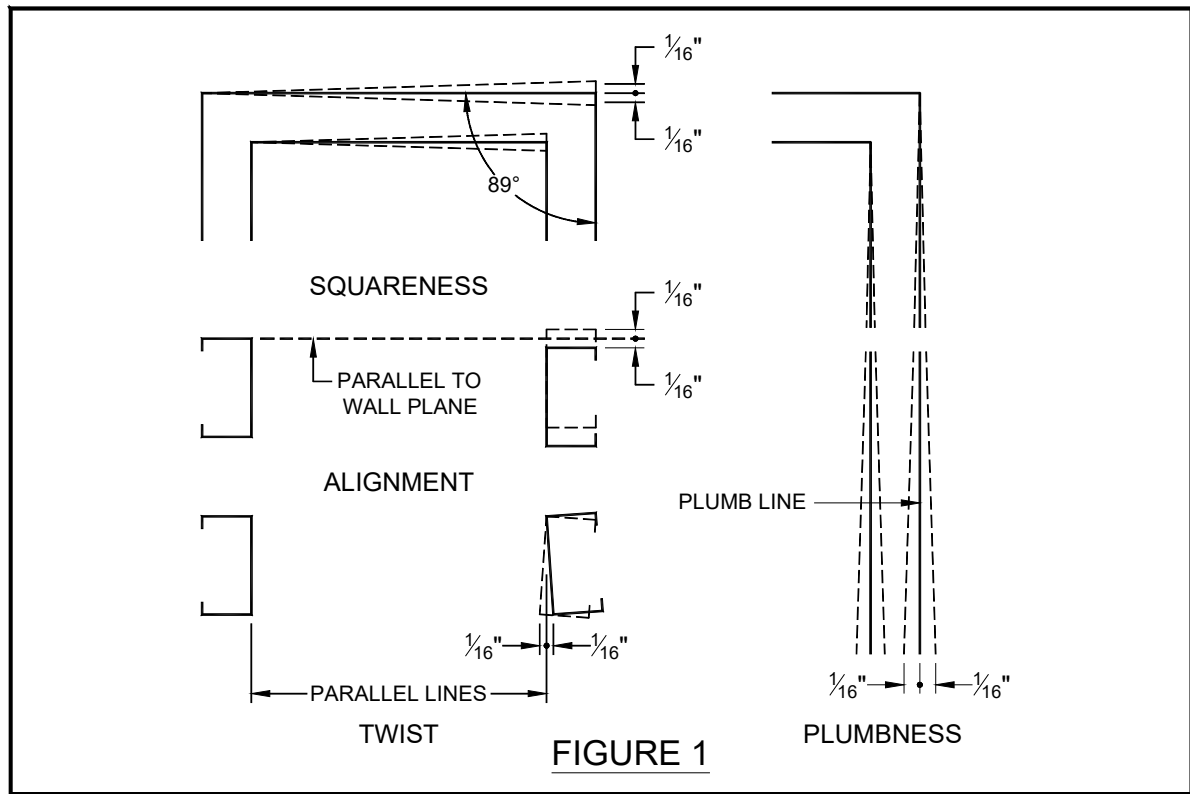 1/16"
1/16"
89°
SQUARENESS
1/16"
PARALLEL TO
WALL PLANE
1/16"
ALIGNMENT
PLUMB LINE
1/16" 1/16"
PARALLEL LINES
1/16" 1/16"
TWIST
PLUMBNESS
FIGURE 1